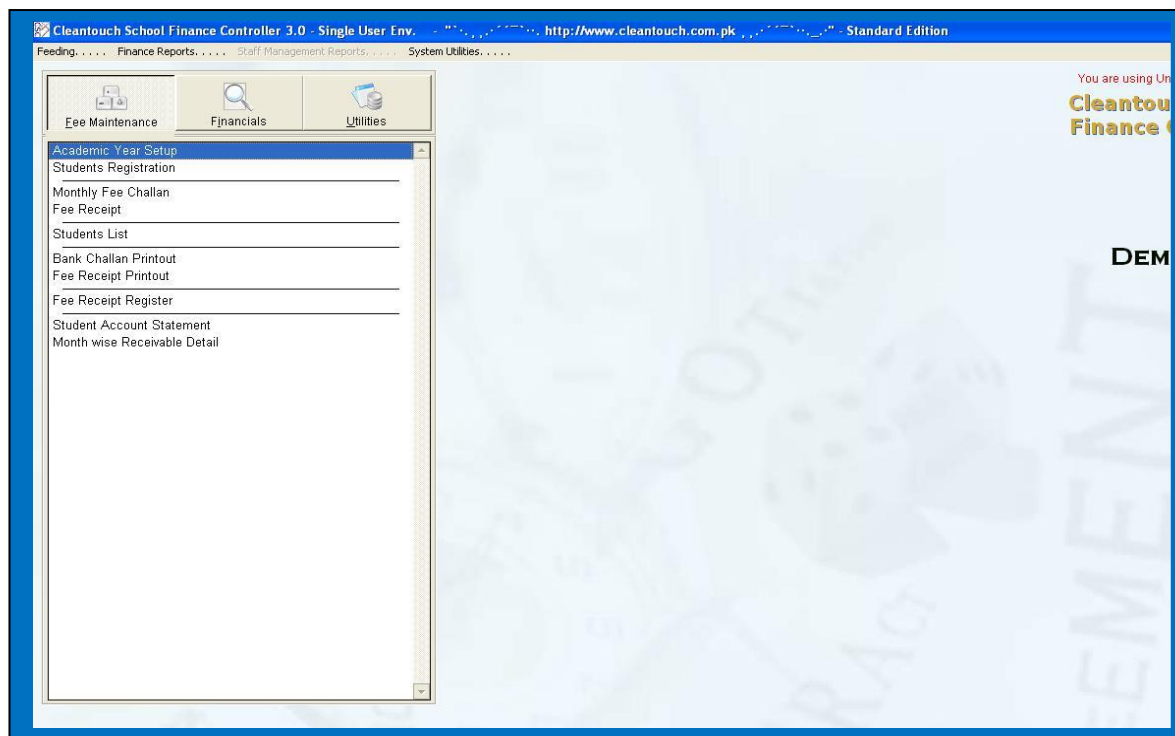 Cleantouch School Finance Controller 3.0 - Single User Env. - "`·.¸¸.·´´¯`··. http://www.cleantouch.com.pk ¸¸.·´´¯`··._.·" - Standard Edition
Feeding. . . . . Finance Reports. . . . . Staff Management Reports. . . . . System Utilities. . . . .
You are using Un
Cleantou
Finance
Fee Maintenance Financials Utilities
Academic Year Setup
Students Registration
Monthly Fee Challan
Fee Receipt
Students List
Bank Challan Printout
Fee Receipt Printout
Fee Receipt Register
Student Account Statement
Month wise Receivable Detail
DEM
EMENT
RACT